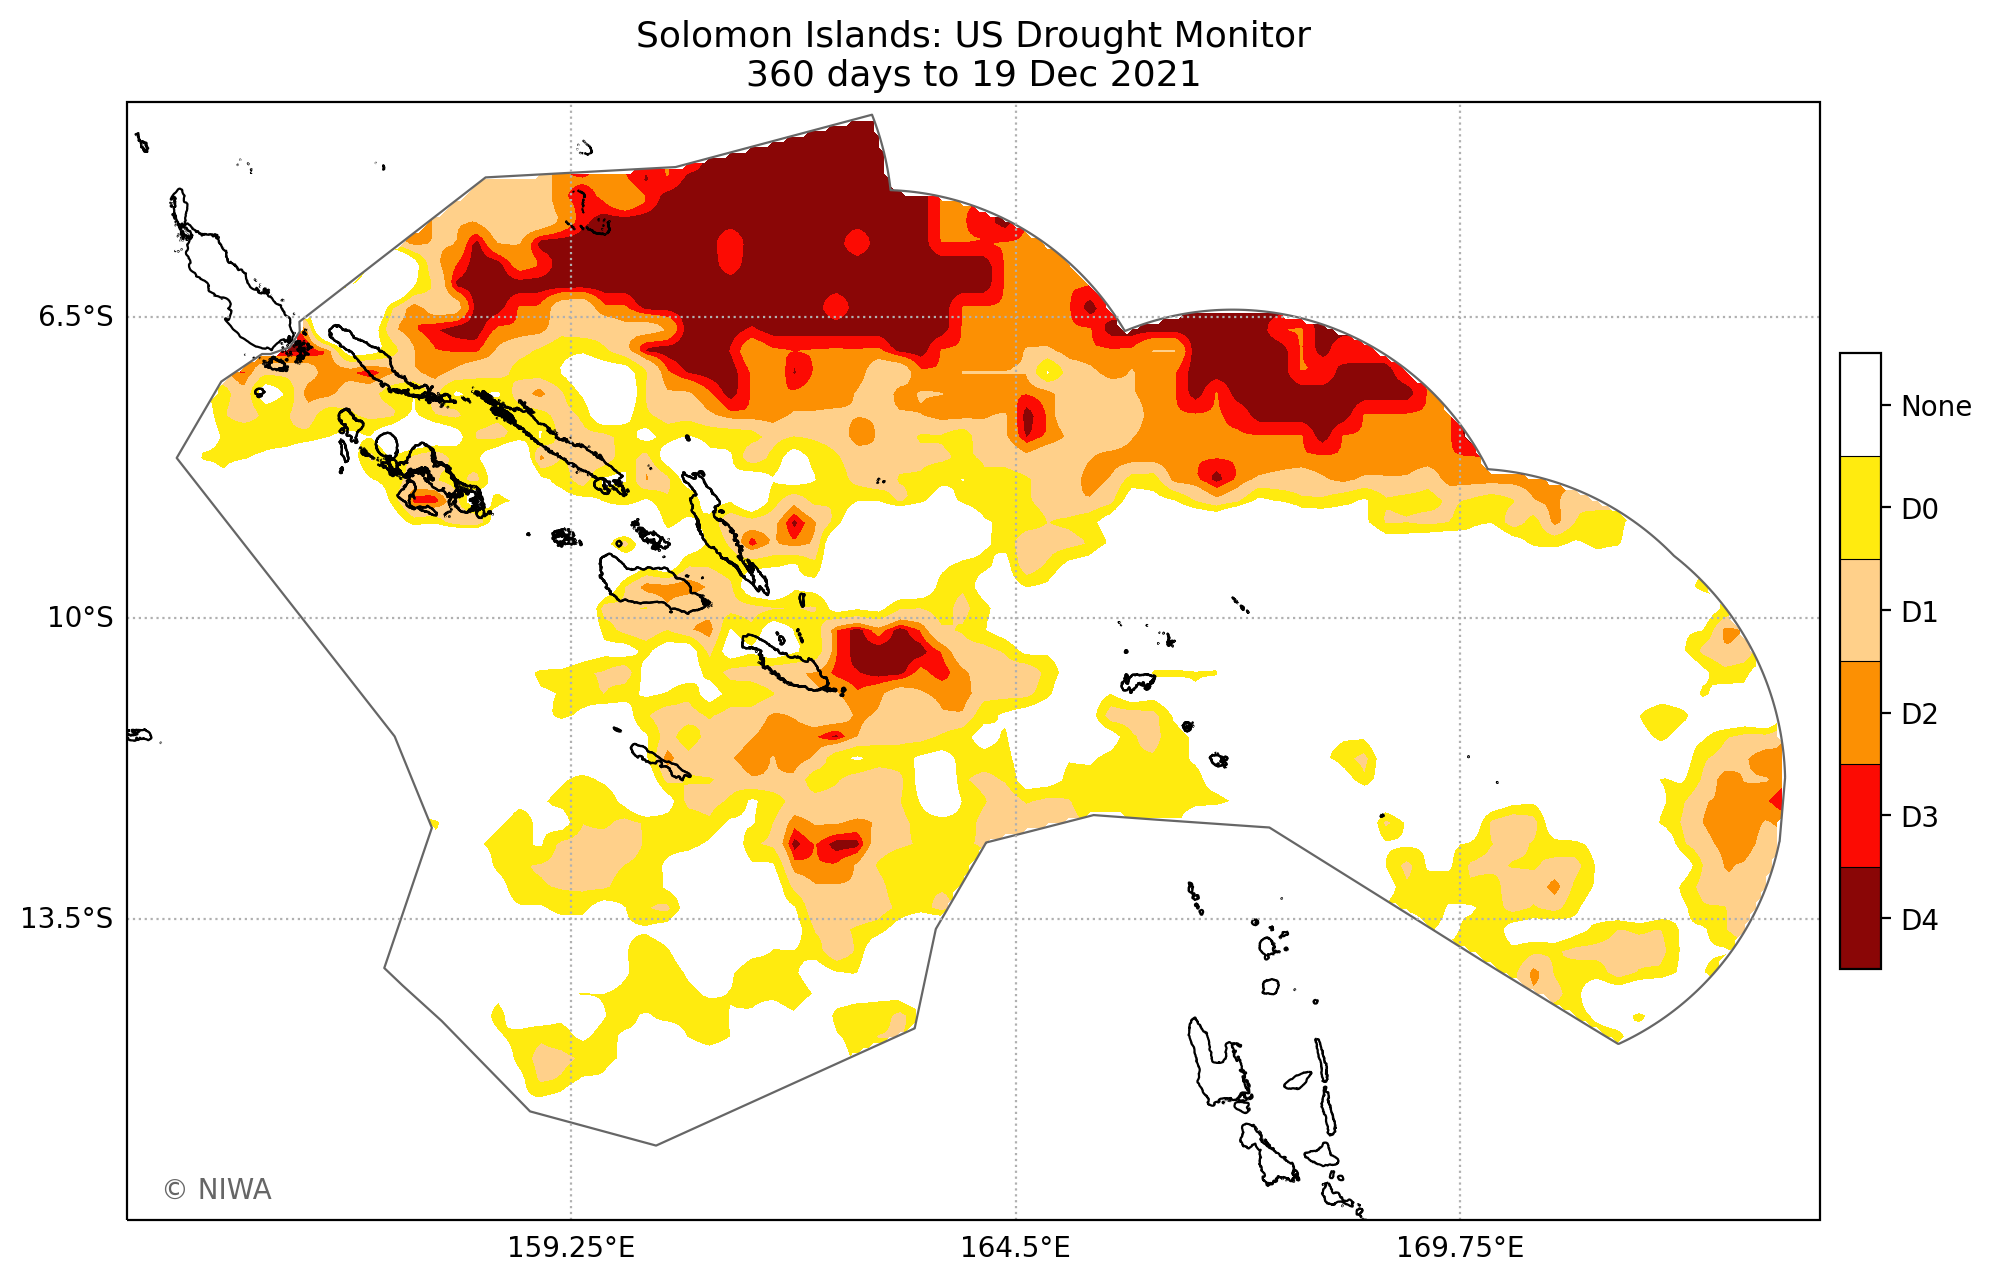 Solomon Islands: US Drought Monitor
360 days to 19 Dec 2021
6.5°S
10°S
13.5°S
159.25°E
164.5°E
169.75°E
None
D0
D1
D2
D3
D4
© NIWA